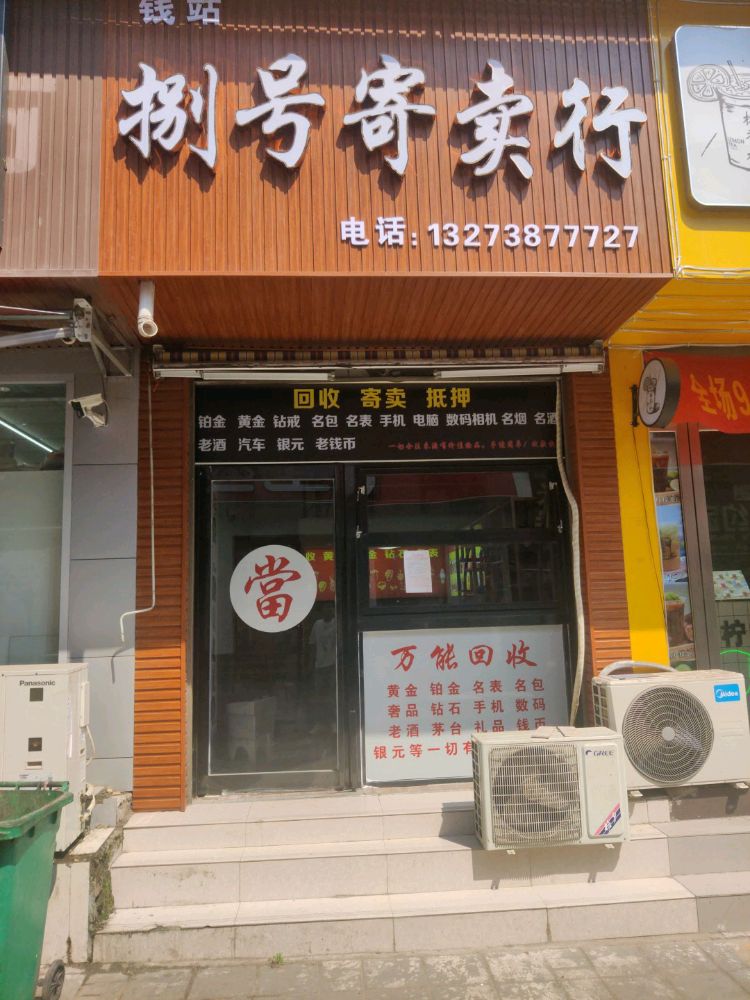 钱站
捌号寄卖行
电话:13273877727
回收 寄卖 抵押
铂金 黄金 钻戒 名包 名表 手机 电脑 数码相机 名烟 名酒
老酒 汽车 银元 老钱币
當
万能回收
黄金 铂金 名表 名包
奢品 钻石 手机 数码
老酒 茅台 礼品 钱币
银元等一切有
Panasonic
GREE
Midea
全场9